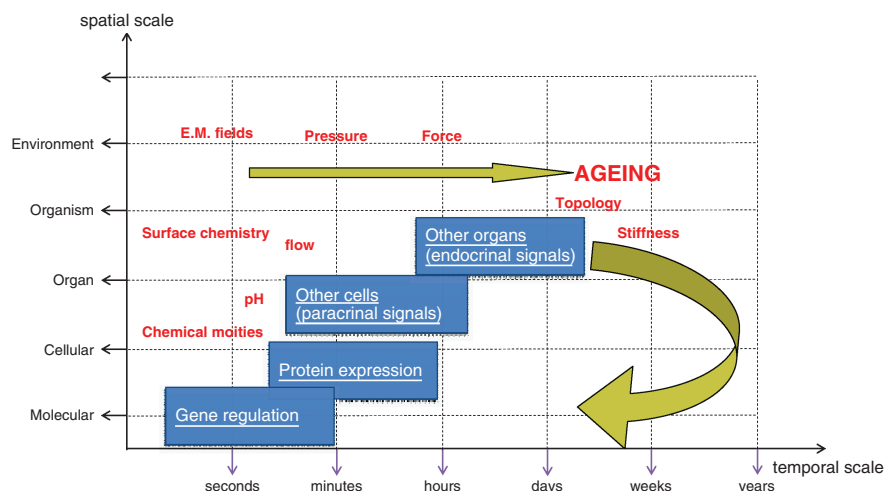 spatial scale
E.M. fields
Pressure
Force
Environment
AGEING
Organism
Topology
Surface chemistry
flow
Other organs
(endocrinal signals)
Stiffness
Organ
pH
Other cells
(paracrinal signals)
Chemical moities
Cellular
Protein expression
Molecular
Gene regulation
temporal scale
seconds
minutes
hours
days
weeks
years